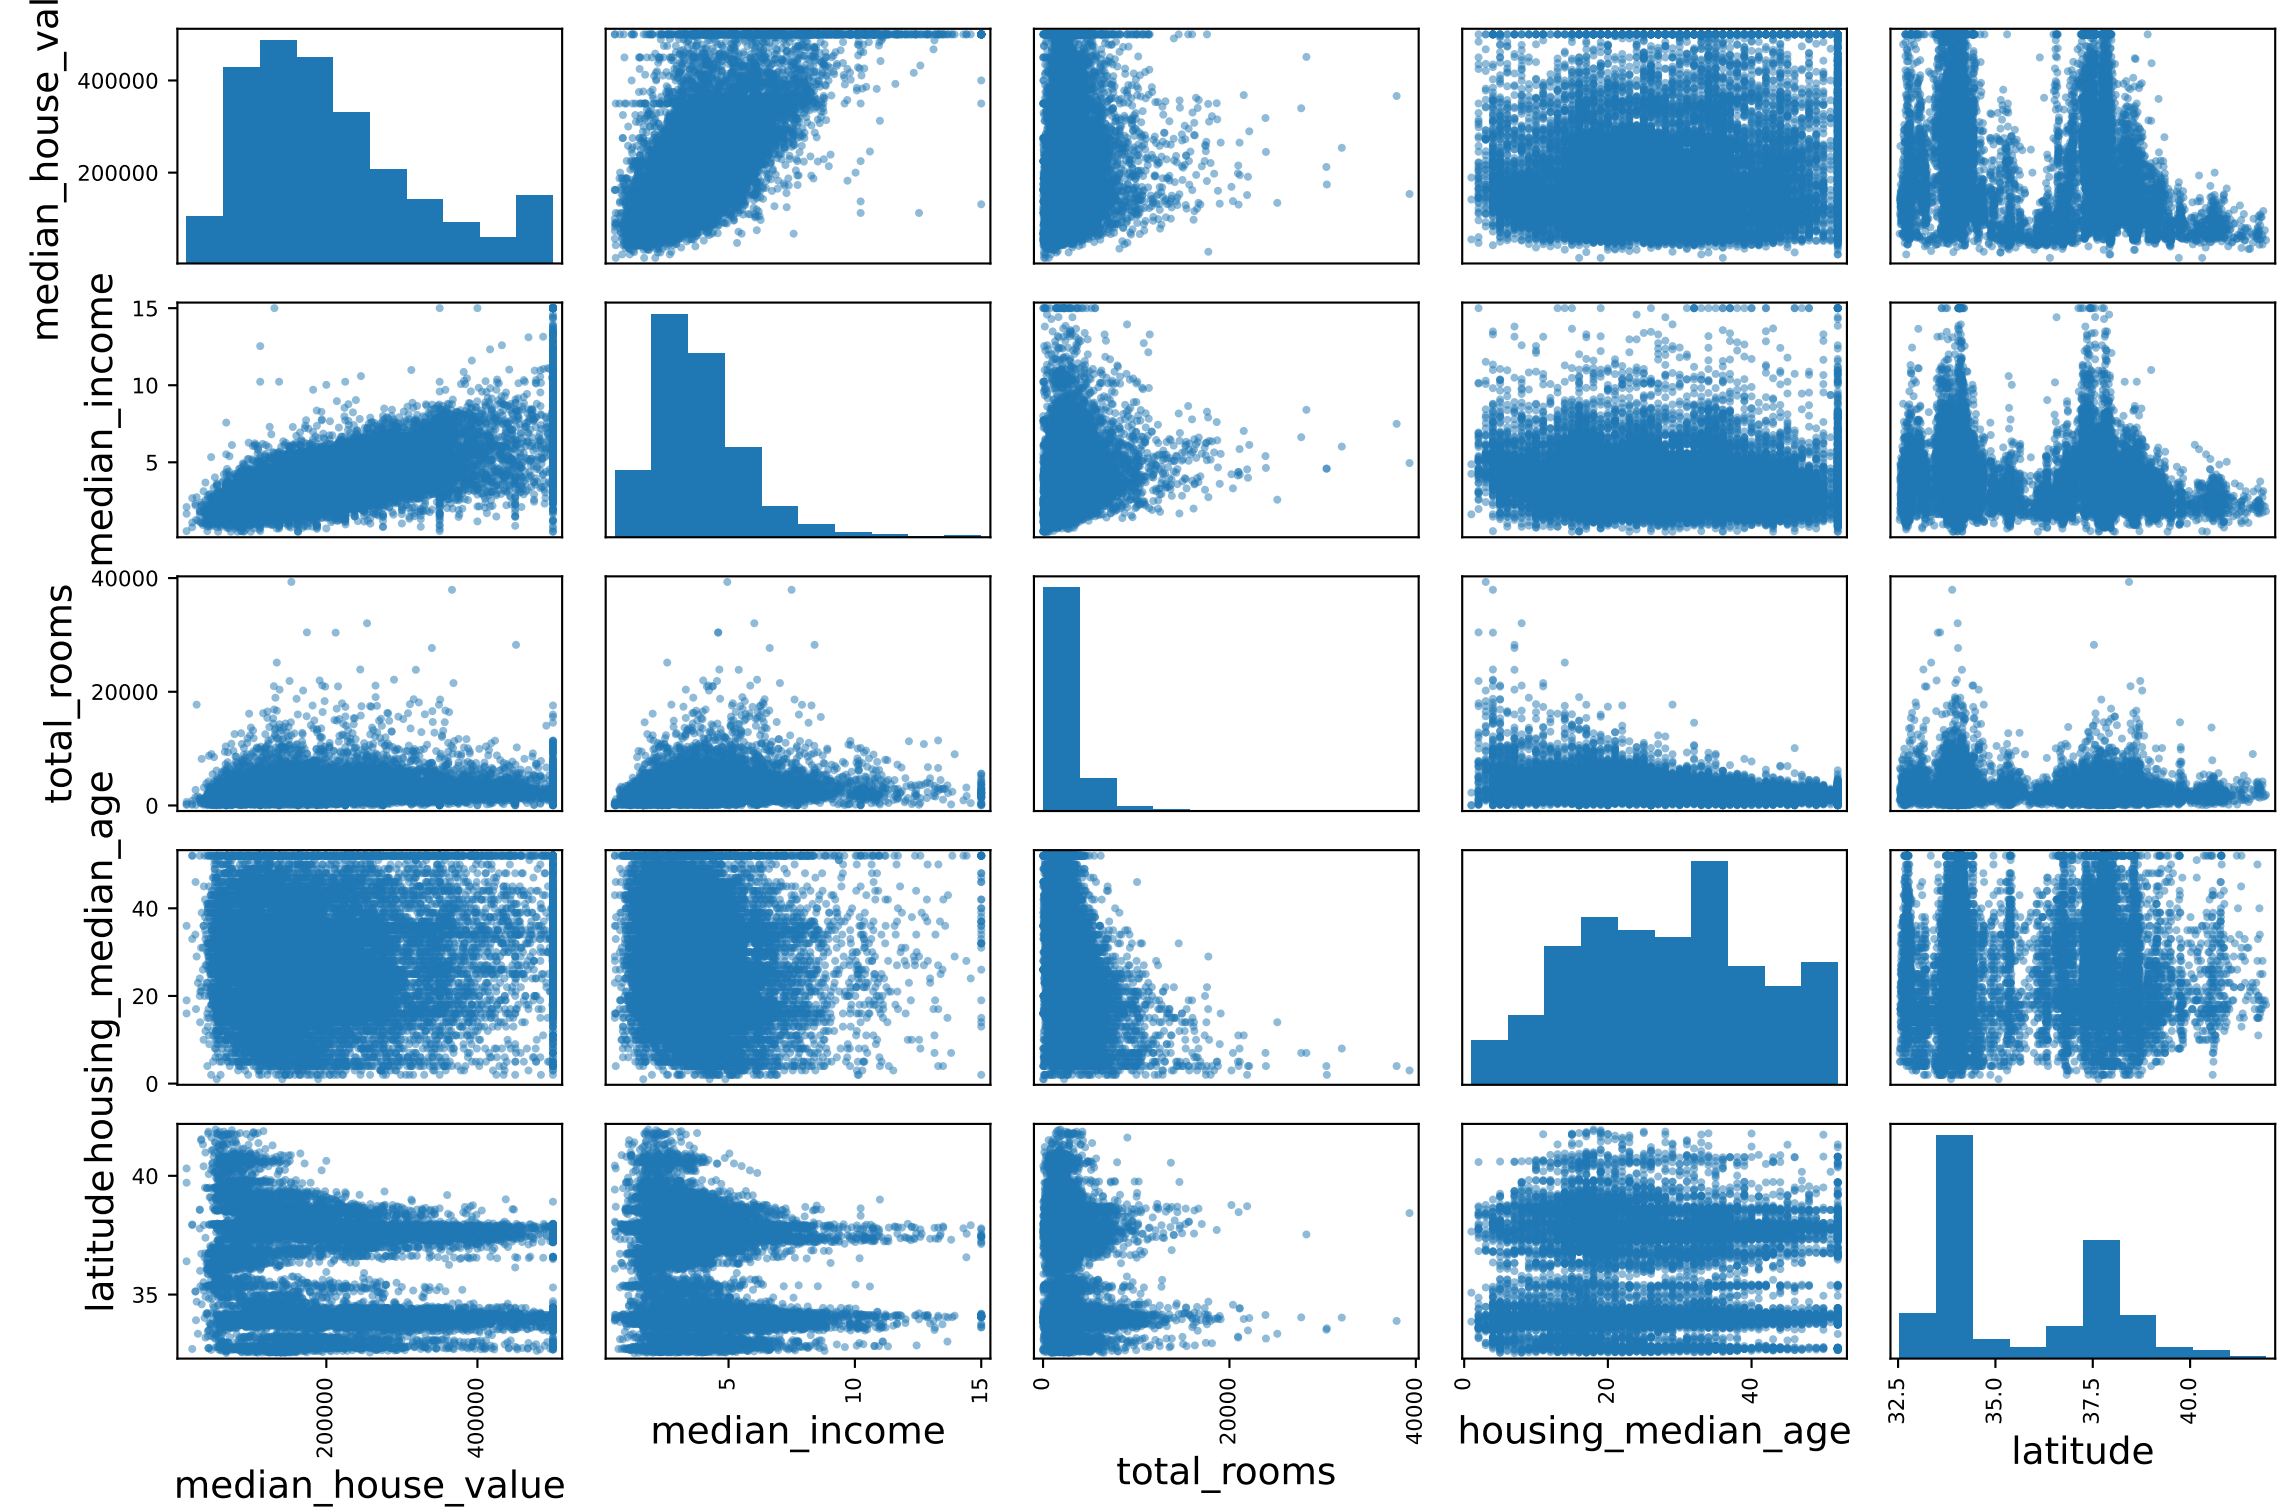 median_house_val
400000
200000
median_income
15
10
5
total_rooms
40000
20000
0
housing_median_age
40
20
0
latitude
40
35
200000
400000
median_house_value
5
10
15
median_income
0
20000
40000
total_rooms
0
20
40
housing_median_age
32.5
35.0
37.5
40.0
latitude